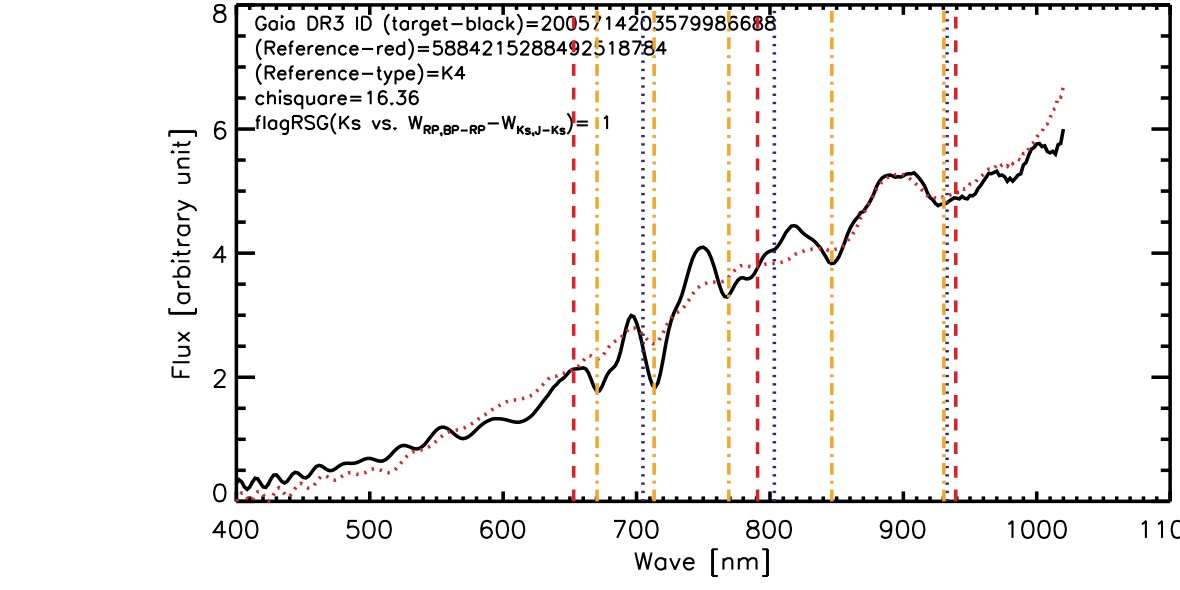 8
Gaia DR3 ID (target-black)=2005714203579986688
(Reference-red)=5884215288492518784
(Reference-type)=K4
chisquare=16.36
flagRSG(Ks vs. W_RP,BP-RP-W_Ks,J-Ks)= 1
6
4
2
0
Flux [arbitrary unit]
400 500 600 700 800 900 1000 110
Wave [nm]